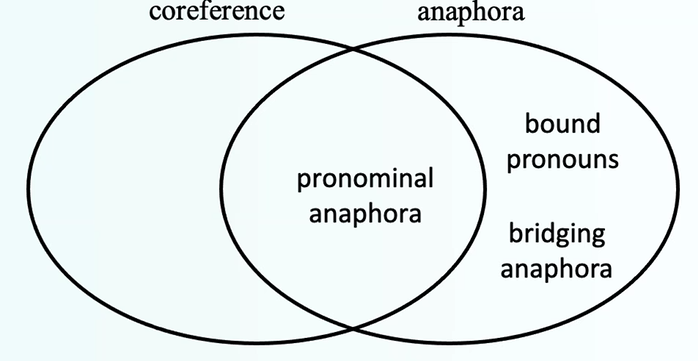 coreference
anaphora
pronominal
anaphora
bound
pronouns
bridging
anaphora